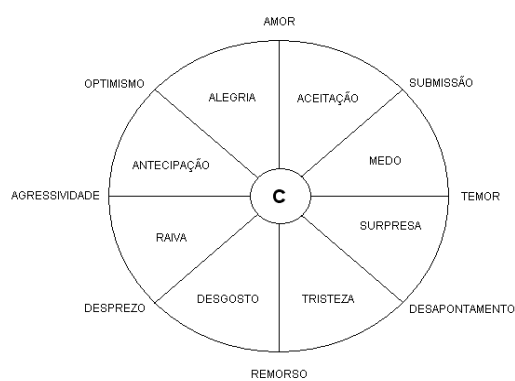 AMOR
OPTIMISMO
SUBMISSÃO
ALEGRIA
ACEITAÇÃO
ANTECIPAÇÃO
MEDO
AGRESSIVIDADE
C
TEMOR
RAIVA
SURPRESA
DESGOSTO
TRISTEZA
DESPREZO
DESAPONTAMENTO
REMORSO